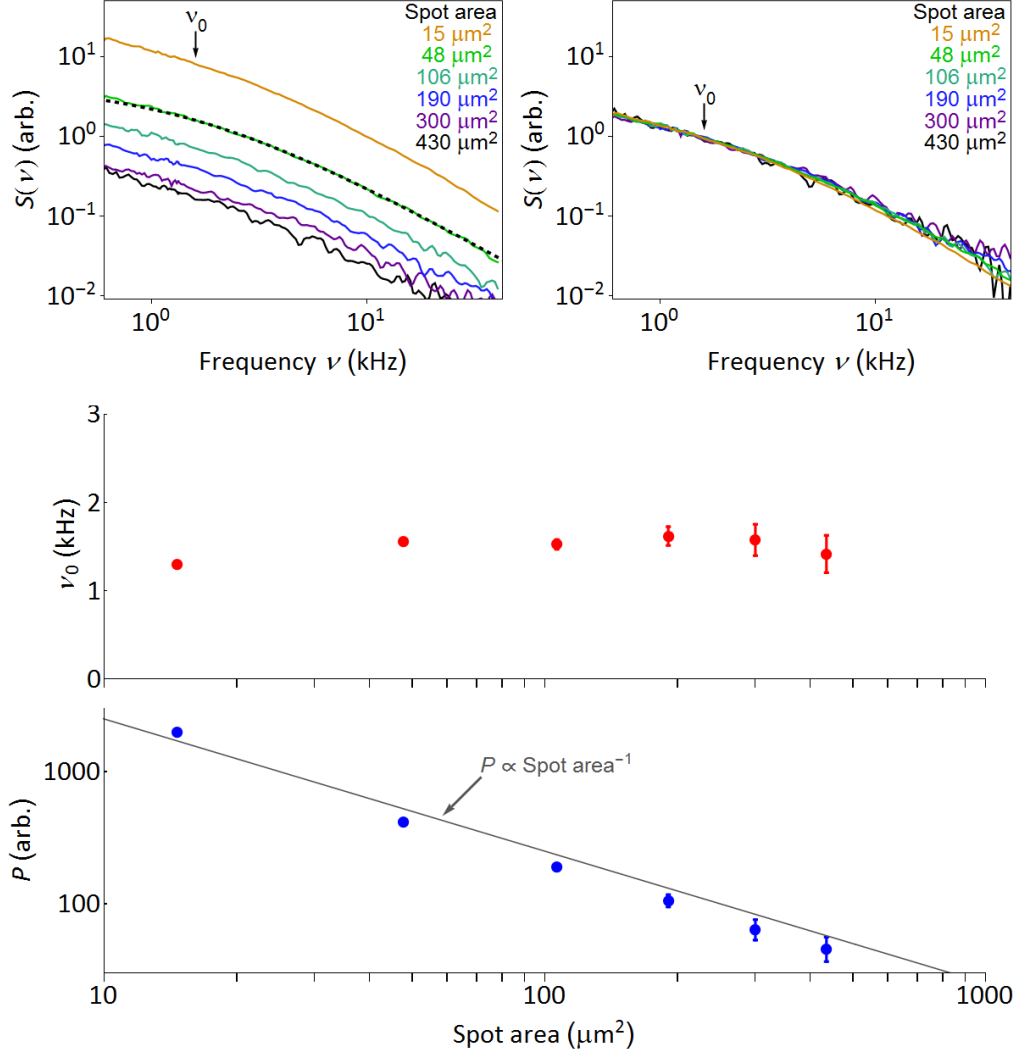 S(ν) (arb.)
10¹
10⁰
10⁻¹
10⁻²
ν₀
Spot area
15 μm²
48 μm²
106 μm²
190 μm²
300 μm²
430 μm²
10⁰ 10¹
Frequency ν (kHz)
S(ν) (arb.)
10¹
10⁰
10⁻¹
10⁻²
ν₀
Spot area
15 μm²
48 μm²
106 μm²
190 μm²
300 μm²
430 μm²
10⁰ 10¹
Frequency ν (kHz)
ν₀ (kHz)
3
2
1
0
10 100 1000
P (arb.)
1000
100
P ∝ Spot area⁻¹
10 100 1000
Spot area (μm²)